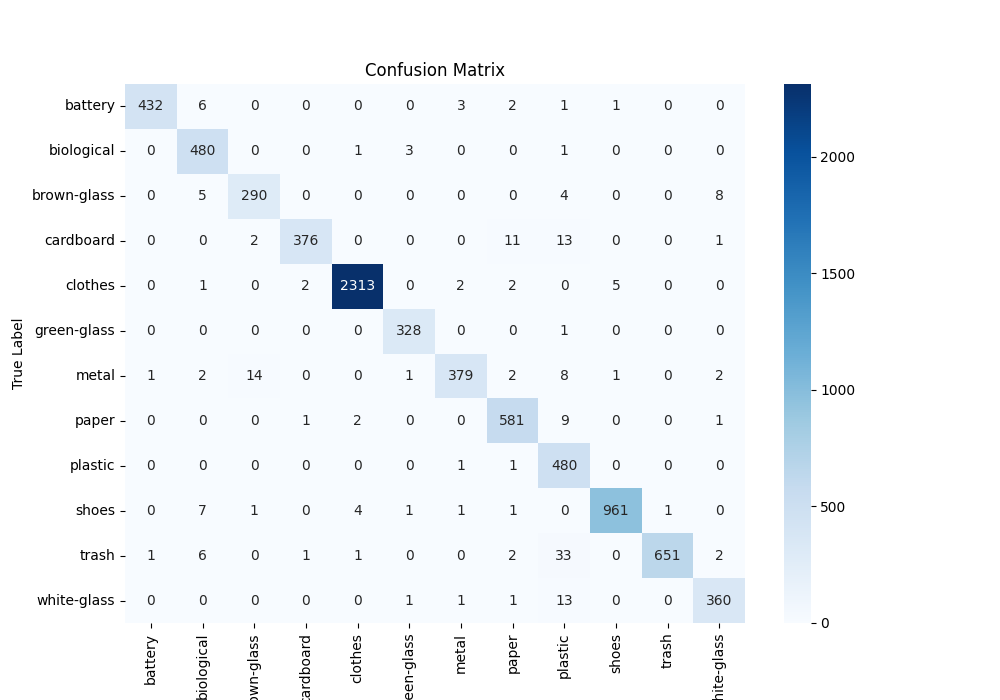 Confusion Matrix
True Label
battery 432 6 0 0 0 0 3 2 1 1 0 0
biological 0 480 0 0 1 3 0 0 1 0 0 0
brown-glass 0 5 290 0 0 0 0 0 4 0 0 8
cardboard 0 0 2 376 0 0 0 11 13 0 0 1
clothes 0 1 0 2 2313 0 2 2 0 5 0 0
green-glass 0 0 0 0 0 328 0 0 1 0 0 0
metal 1 2 14 0 0 1 379 2 8 1 0 2
paper 0 0 0 1 2 0 0 581 9 0 0 1
plastic 0 0 0 0 0 0 1 1 480 0 0 0
shoes 0 7 1 0 4 1 1 1 0 961 1 0
trash 1 6 0 1 1 0 0 2 33 0 651 2
white-glass 0 0 0 0 0 1 1 1 13 0 0 360
battery
biological
own-glass
ardboard
clothes
een-glass
metal
paper
plastic
shoes
trash
hite-glass
2000
1500
1000
500
0